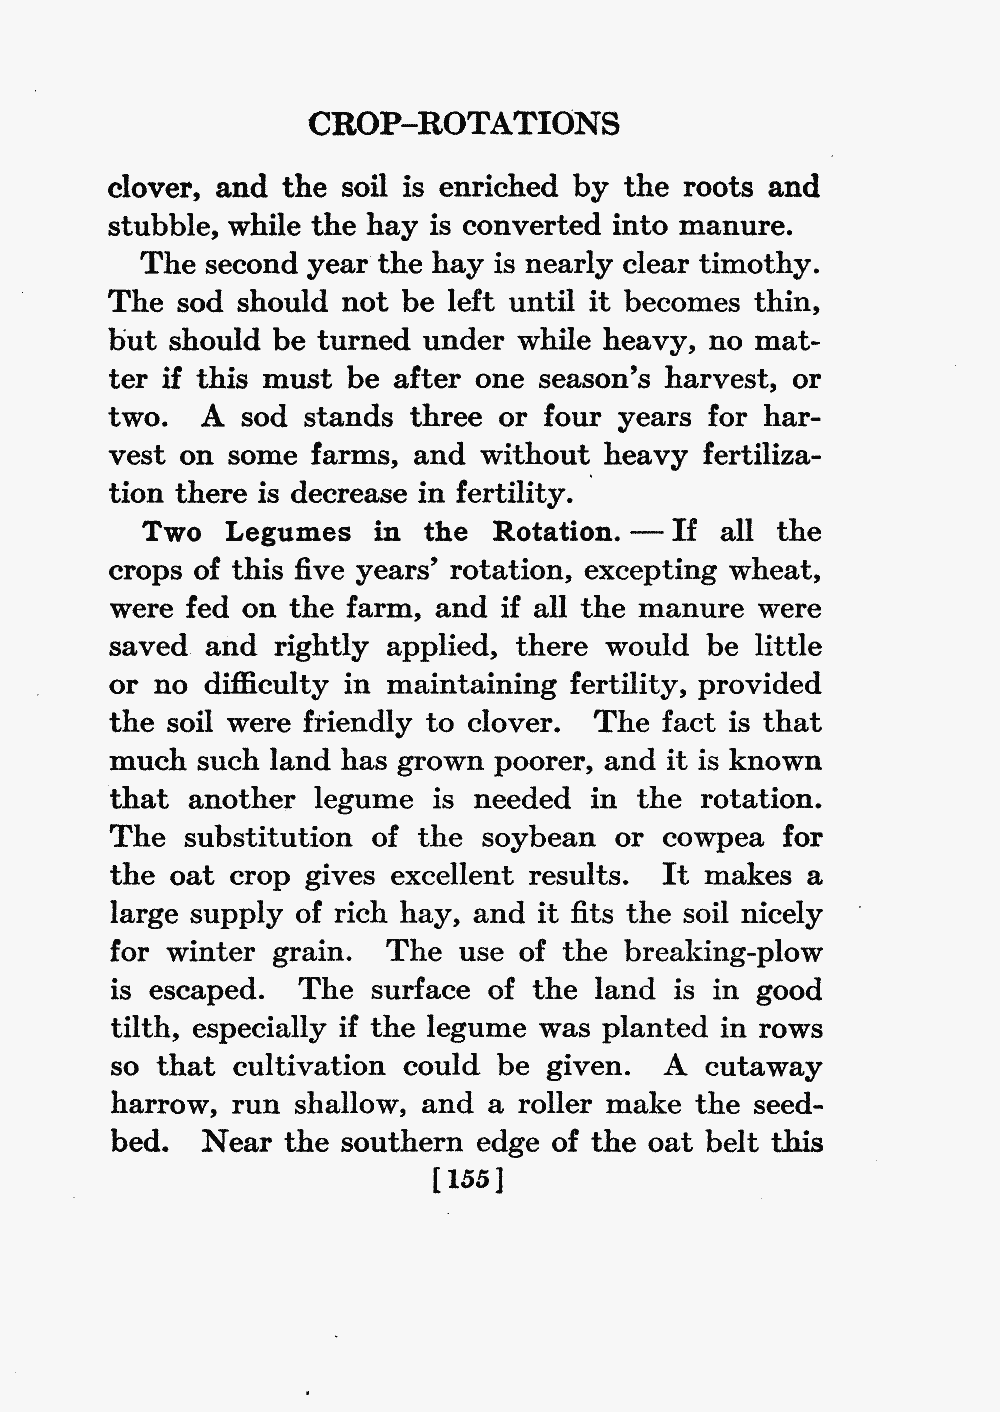 CROP-ROTATIONS
clover, and the soil is enriched by the roots and
stubble, while the hay is converted into manure.
The second year the hay is nearly clear timothy.
The sod should not be left until it becomes thin,
but should be turned under while heavy, no mat-
ter if this must be after one season's harvest, or
two. A sod stands three or four years for har-
vest on some farms, and without heavy fertiliza-
tion there is decrease in fertility.
Two Legumes in the Rotation. — If all the
crops of this five years' rotation, excepting wheat,
were fed on the farm, and if all the manure were
saved and rightly applied, there would be little
or no difficulty in maintaining fertility, provided
the soil were friendly to clover. The fact is that
much such land has grown poorer, and it is known
that another legume is needed in the rotation.
The substitution of the soybean or cowpea for
the oat crop gives excellent results. It makes a
large supply of rich hay, and it fits the soil nicely
for winter grain. The use of the breaking-plow
is escaped. The surface of the land is in good
tilth, especially if the legume was planted in rows
so that cultivation could be given. A cutaway
harrow, run shallow, and a roller make the seed-
bed. Near the southern edge of the oat belt this
[155]